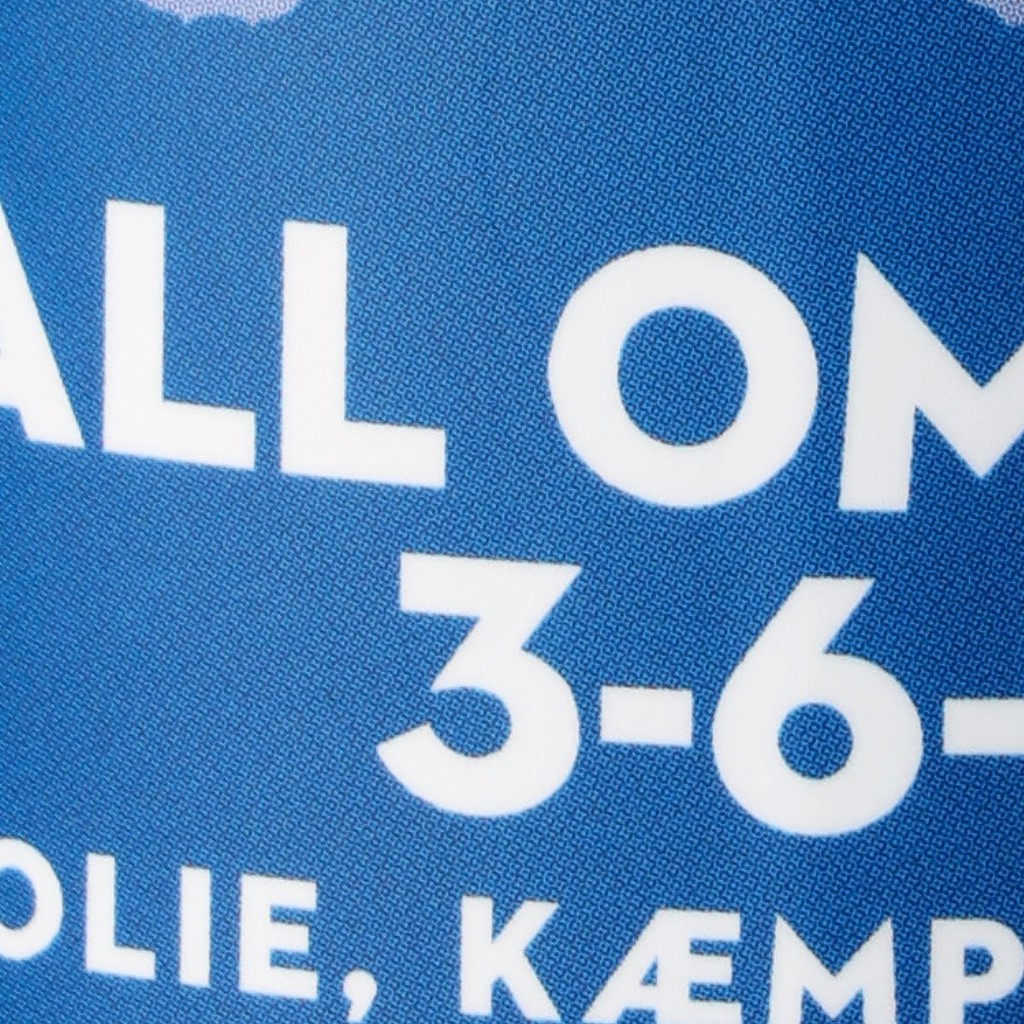 ALL OM
3-6-
OLIE, KÆMP